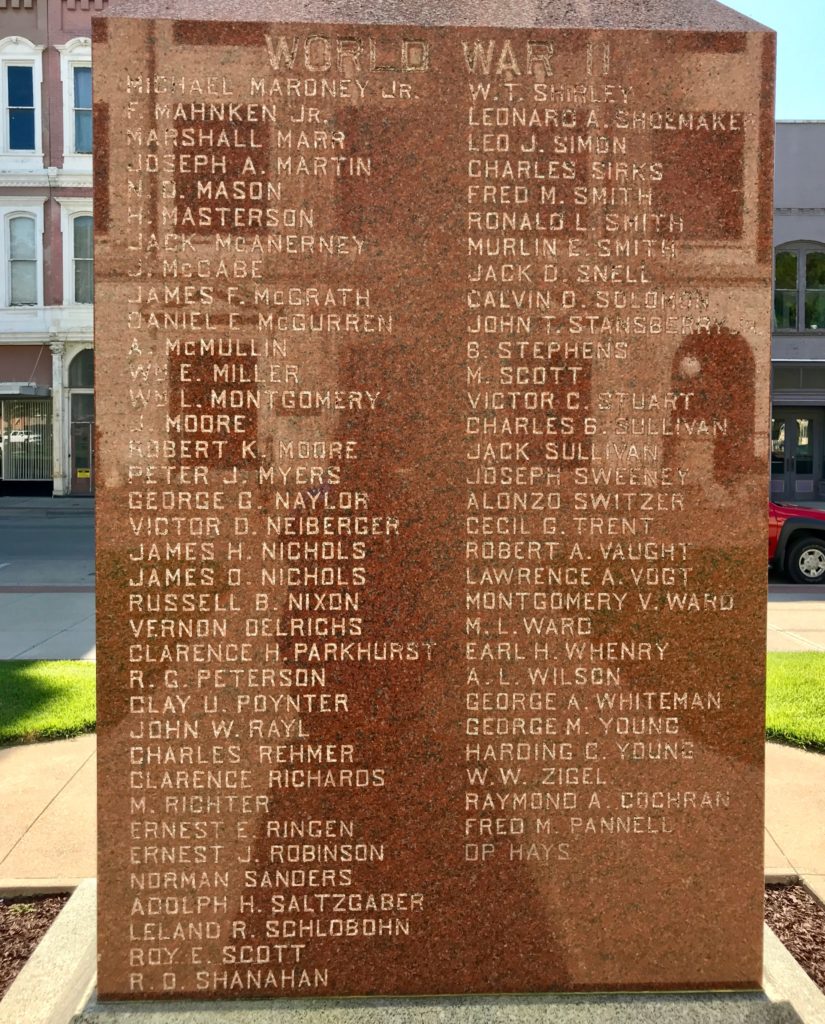 WORLD WAR II
MICHAEL MARONEY JR.
F. MAHNKEN JR.
MARSHALL MARR
JOSEPH A. MARTIN
N. D. MASON
H. MASTERSON
JACK MCANERNEY
J. MCCABE
JAMES F. MCGRATH
DANIEL E. MCGURREN
A. MCMULLIN
WM E. MILLER
WM L. MONTGOMERY
J. MOORE
ROBERT K. MOORE
PETER J. MYERS
GEORGE G. NAYLOR
VICTOR D. NEIBERGER
JAMES H. NICHOLS
JAMES O. NICHOLS
RUSSELL B. NIXON
VERNON OELRICHS
CLARENCE H. PARKHURST
R. G. PETERSON
CLAY U. POYNTER
JOHN W. RAYL
CHARLES REHMER
CLARENCE RICHARDS
M. RICHTER
ERNEST E. RINGEN
ERNEST J. ROBINSON
NORMAN SANDERS
ADOLPH H. SALTZGABER
LELAND R. SCHLOBOHN
ROY E. SCOTT
R. D. SHANAHAN
W. T. SHIRLEY
LEONARD A. SHOEMAKER
LEO J. SIMON
CHARLES SIRKS
FRED M. SMITH
RONALD L. SMITH
MURLIN E. SMITH
JACK D. SNELL
CALVIN D. SOLOMON
JOHN T. STANSBERRY JR.
B. STEPHENS
M. SCOTT
VICTOR C. STUART
CHARLES B. SULLIVAN
JACK SULLIVAN
JOSEPH SWEENEY
ALONZO SWITZER
CECIL G. TRENT
ROBERT A. VAUGHT
LAWRENCE A. VOGT
MONTGOMERY V. WARD
M. L. WARD
EARL H. WHENRY
A. L. WILSON
GEORGE A. WHITEMAN
GEORGE M. YOUNG
HARDING C. YOUNG
W. W. ZIGEL
RAYMOND A. COCHRAN
FRED M. PANNELL
OP HAYS